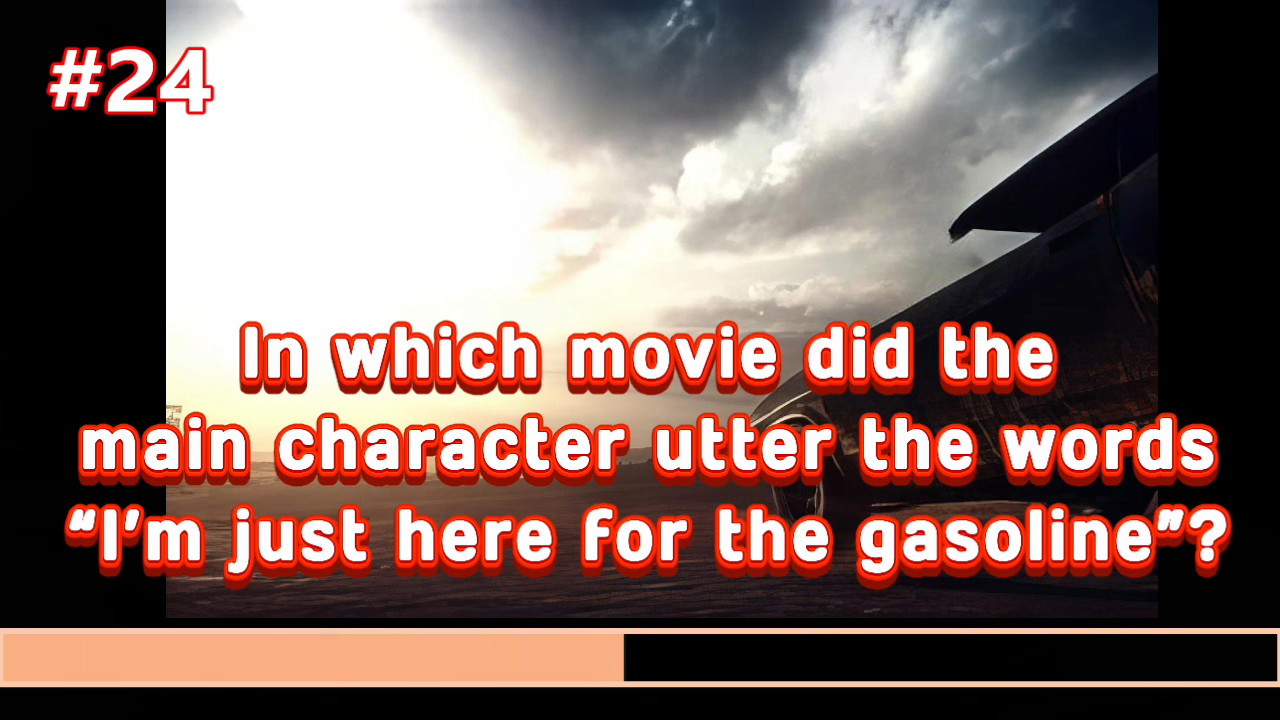 #24
In which movie did the
main character utter the words
“I’m just here for the gasoline”?